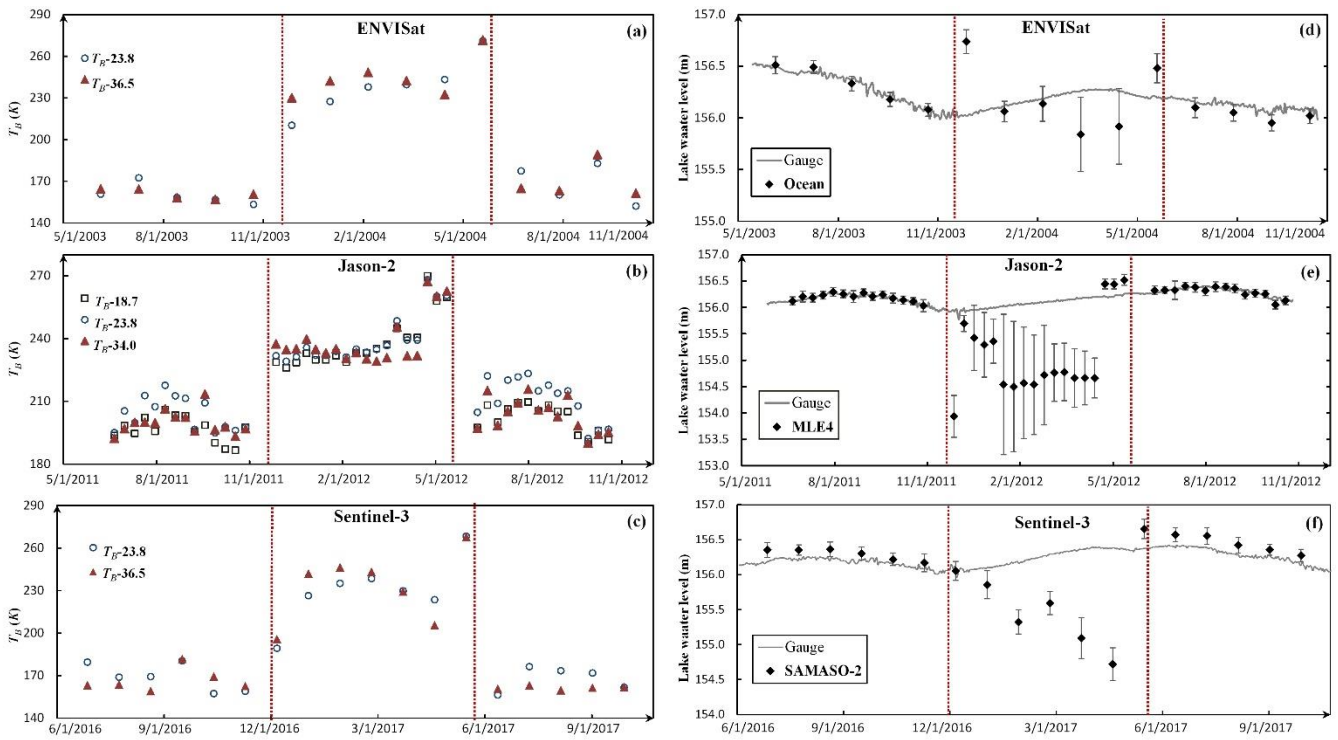 290
ENVISat
(a)
T_B-23.8
T_B-36.5
260
230
200
170
140
T_B (K)
5/1/2003
8/1/2003
11/1/2003
2/1/2004
5/1/2004
8/1/2004
11/1/2004
157.0
ENVISat
(d)
156.5
156.0
155.5
155.0
Lake waater level (m)
Gauge
Ocean
5/1/2003
8/1/2003
11/1/2003
2/1/2004
5/1/2004
8/1/2004
11/1/2004
Jason-2
(b)
270
240
210
180
T_B (K)
T_B-18.7
T_B-23.8
T_B-34.0
5/1/2011
8/1/2011
11/1/2011
2/1/2012
5/1/2012
8/1/2012
11/1/2012
157.0
Jason-2
(e)
156.5
156.0
155.5
155.0
154.5
154.0
153.5
153.0
Lake waater level (m)
Gauge
MLE4
5/1/2011
8/1/2011
11/1/2011
2/1/2012
5/1/2012
8/1/2012
11/1/2012
290
Sentinel-3
(c)
260
230
200
170
140
T_B (K)
T_B-23.8
T_B-36.5
6/1/2016
9/1/2016
12/1/2016
3/1/2017
6/1/2017
9/1/2017
157.0
Sentinel-3
(f)
156.5
156.0
155.5
155.0
154.5
154.0
Lake waater level (m)
Gauge
SAMASO-2
6/1/2016
9/1/2016
12/1/2016
3/1/2017
6/1/2017
9/1/2017